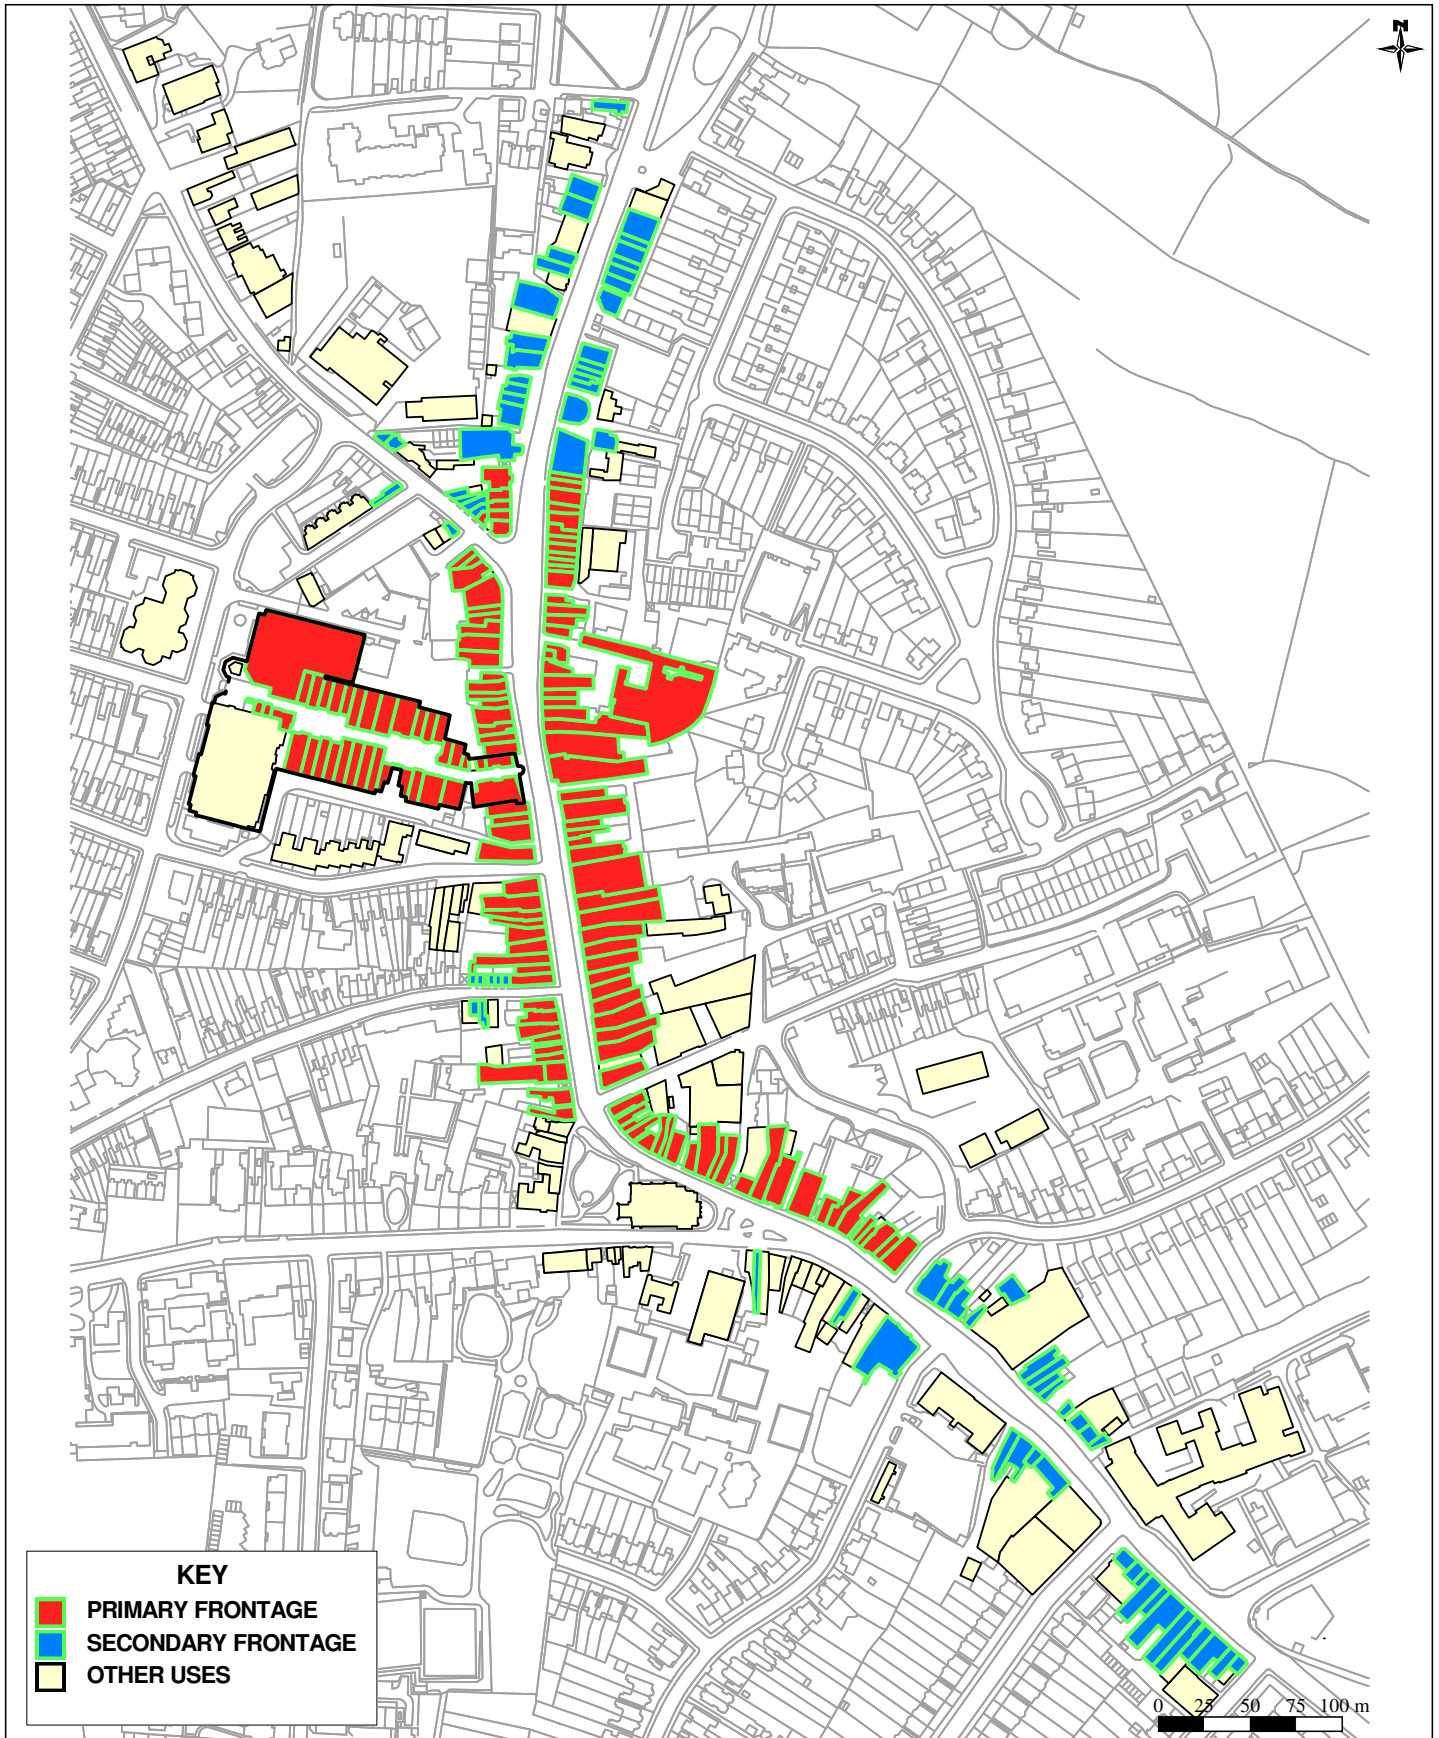 N
KEY
PRIMARY FRONTAGE
SECONDARY FRONTAGE
OTHER USES
0 25 50 75 100 m